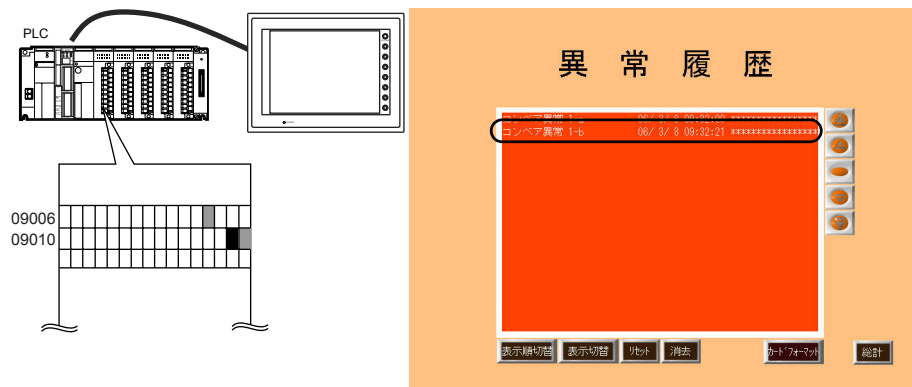 PLC
09006
09010
異常履歴
コンベア異常 1-a 06/ 3/ 8 09:32:09 ******************
コンベア異常 1-b 06/ 3/ 8 09:32:21 ******************
表示順切替 表示切替 リセット 消去 カードフォーマット 総計